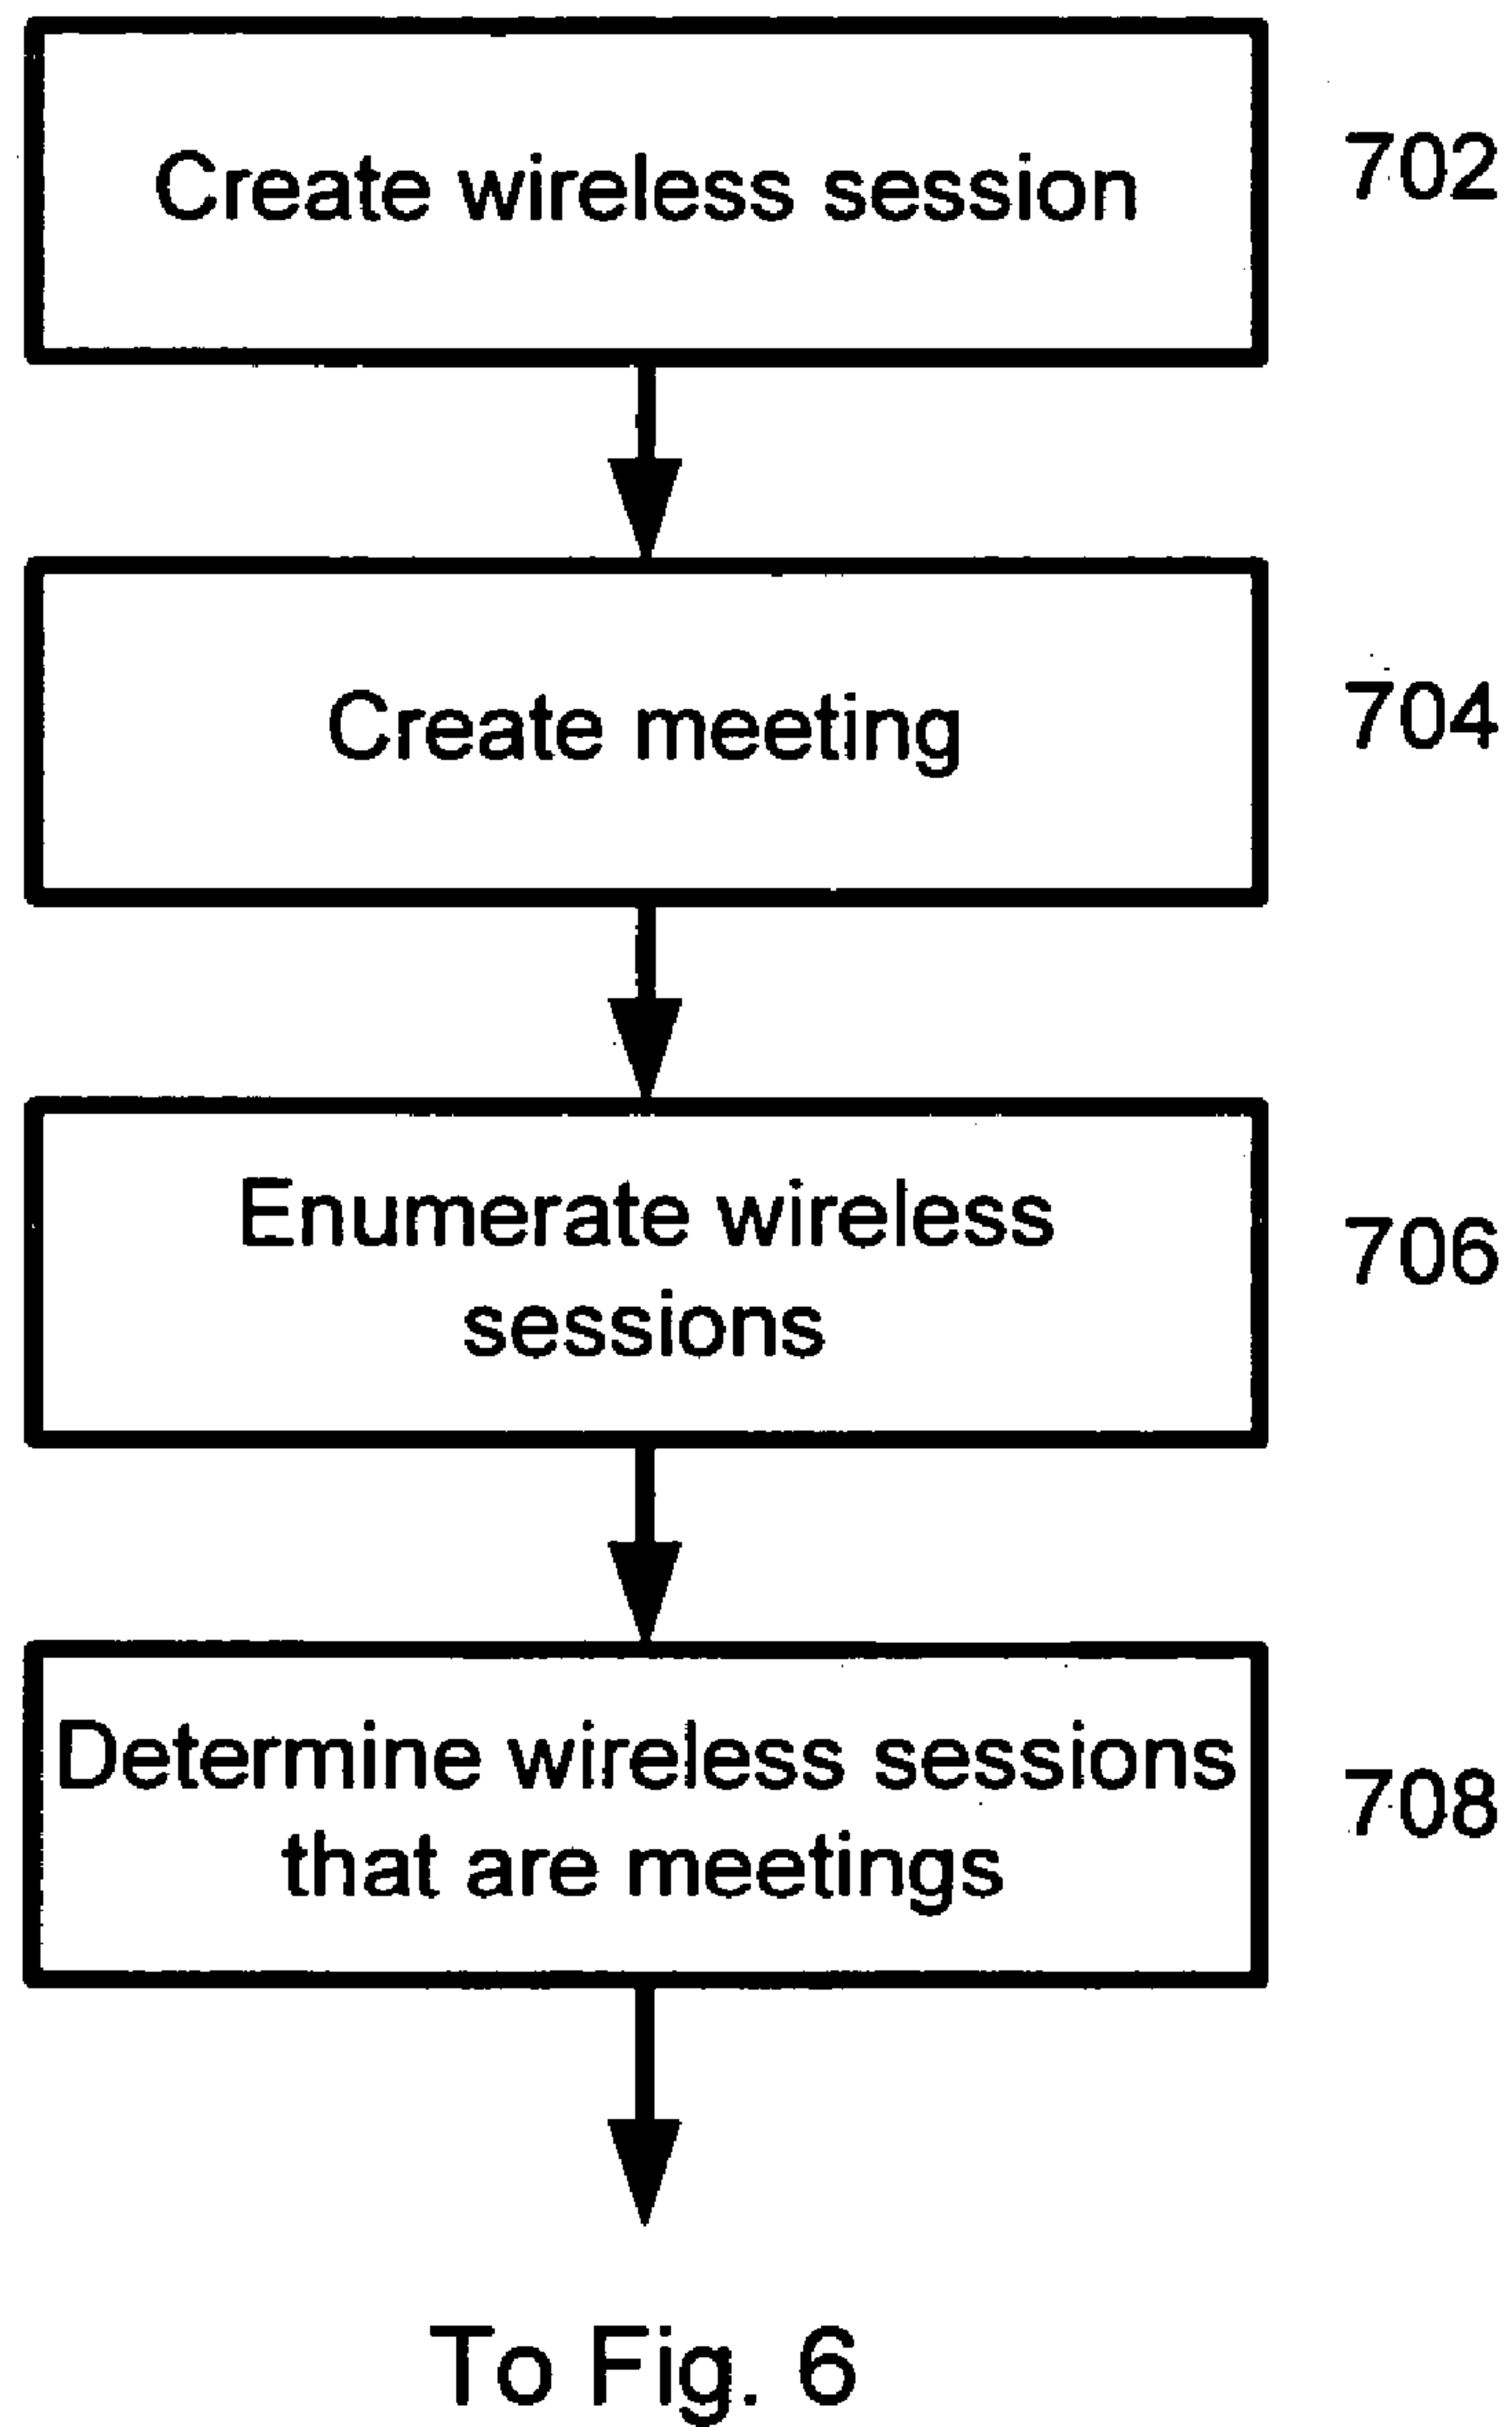 Create wireless session
702
Create meeting
704
Enumerate wireless
sessions
706
Determine wireless sessions
that are meetings
708
To Fig. 6